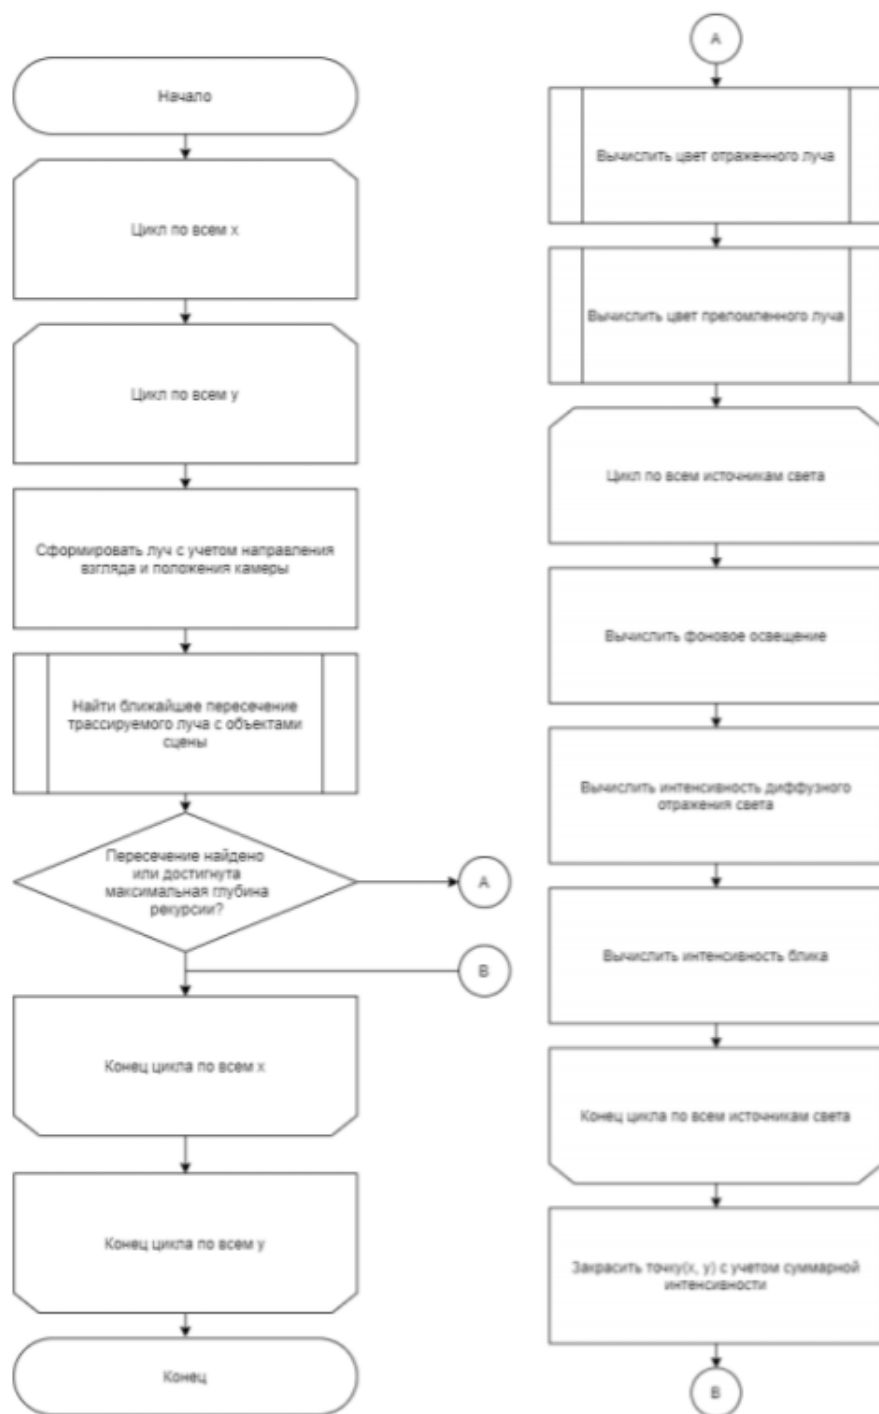 Начало
Цикл по всем x
Цикл по всем y
Сформировать луч с учетом направления
взгляда и положения камеры
Найти ближайшее пересечение
трассируемого луча с объектами
сцены
Пересечение найдено
или достигнута
максимальная глубина
рекурсии?
A
B
Конец цикла по всем x
Конец цикла по всем y
Конец
A
Вычислить цвет отраженного луча
Вычислить цвет преломленного луча
Цикл по всем источникам света
Вычислить фоновое освещение
Вычислить интенсивность диффузного
отражения света
Вычислить интенсивность блика
Конец цикла по всем источникам света
Закрасить точку(x, y) с учетом суммарной
интенсивности
B